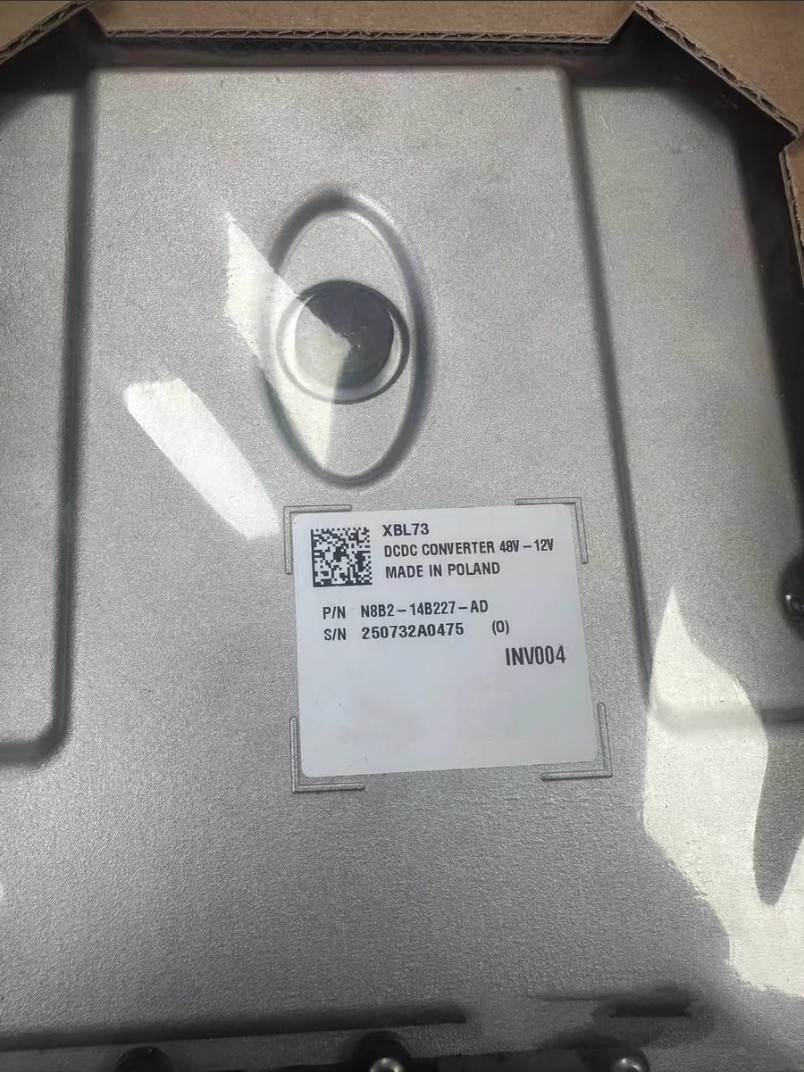 XBL73
DCDC CONVERTER 48V-12V
MADE IN POLAND
P/N N8B2-14B227-AD
S/N 250732A0475 (0)
INV004